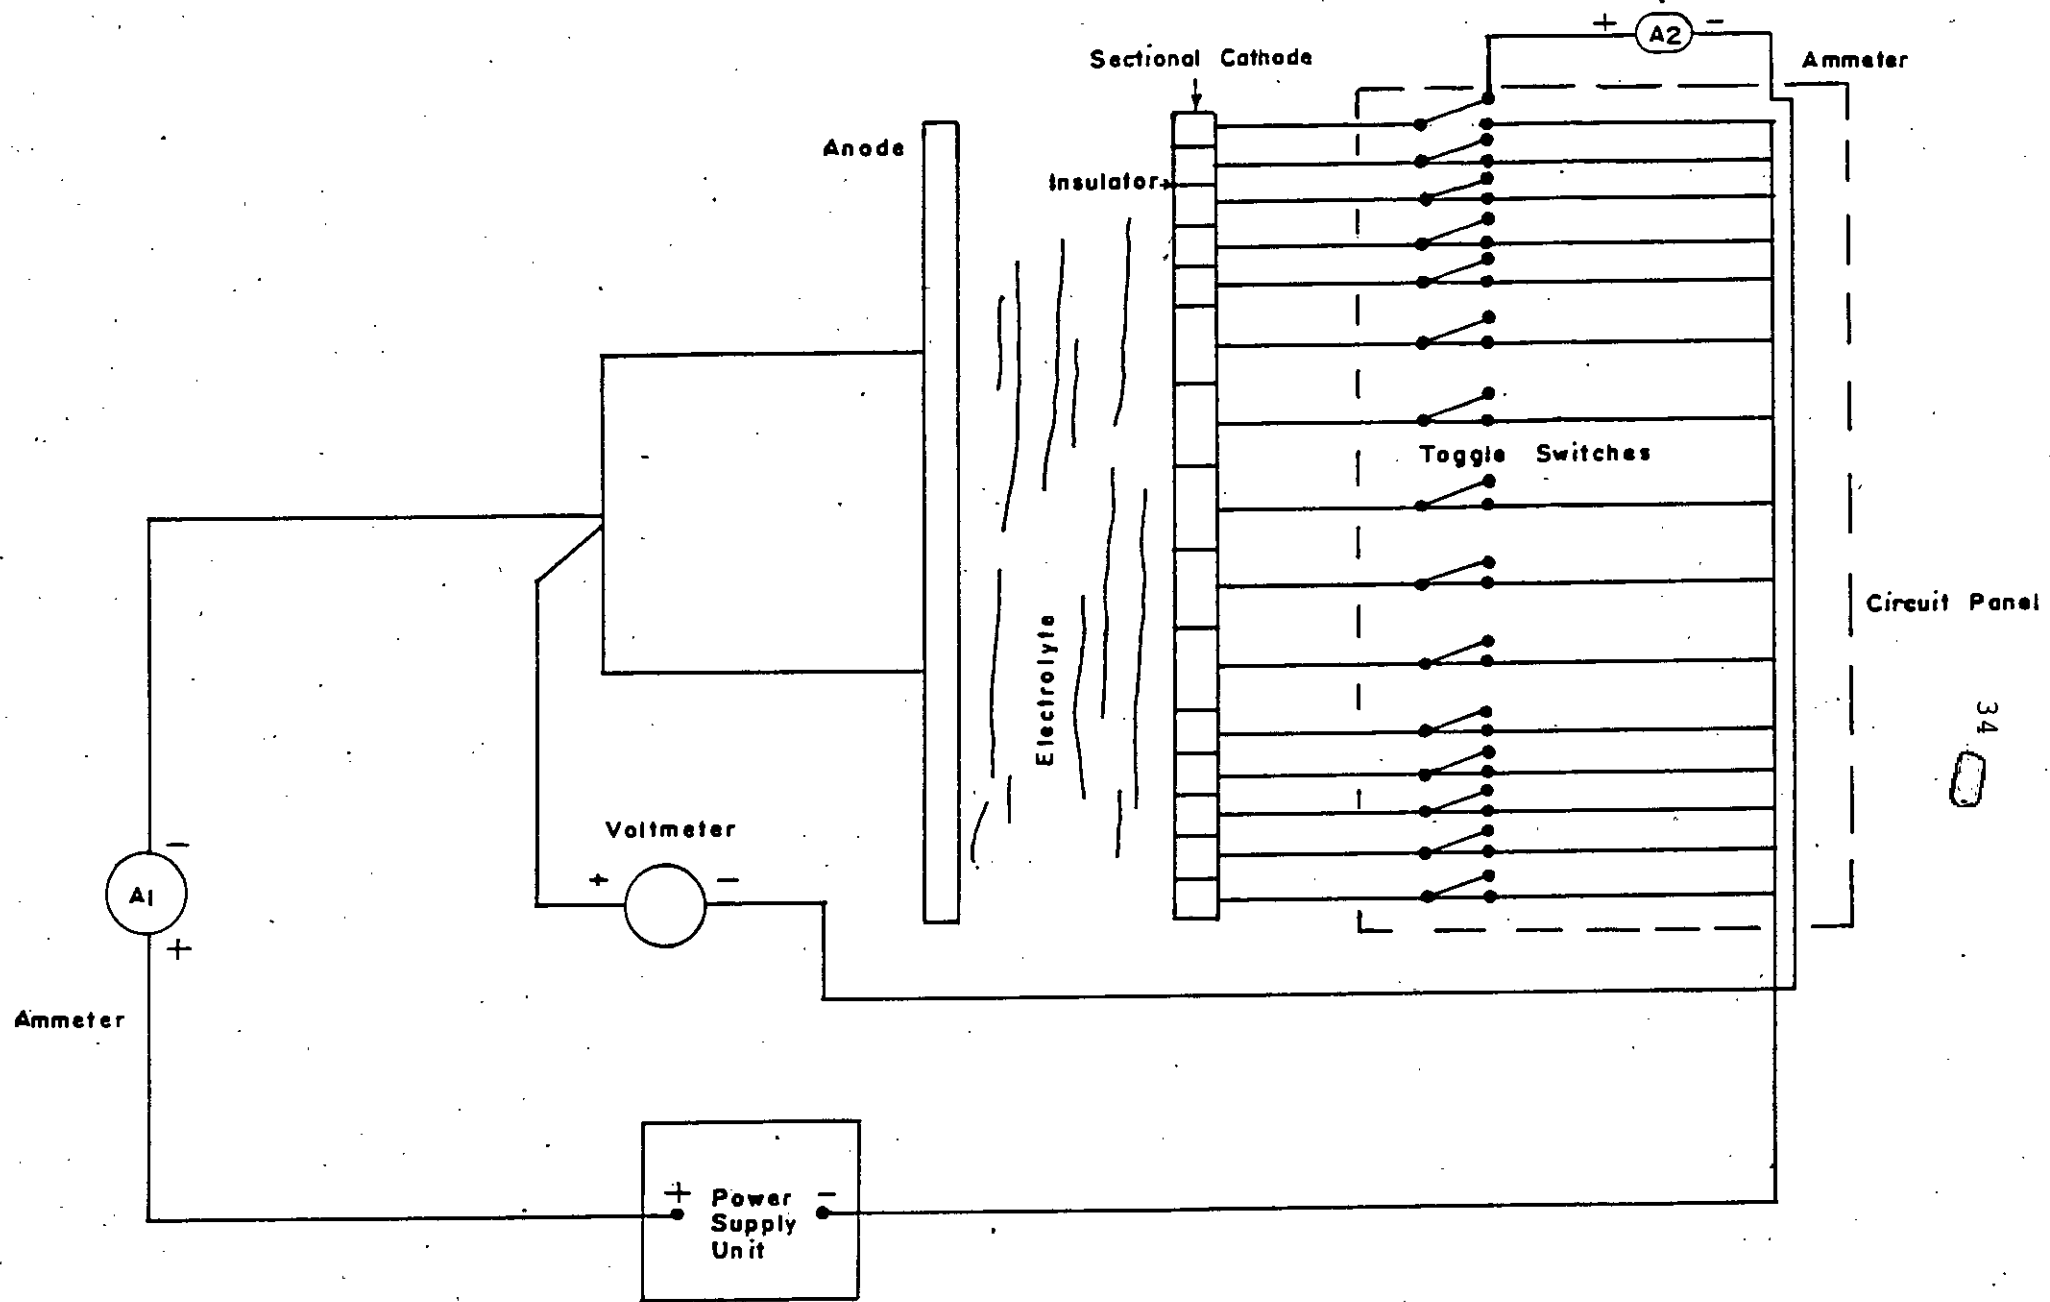 + A2 -
Sectional Cathode
Ammeter
Anode
Insulator
Toggle Switches
Circuit Panel
Electrolyte
34
Voltmeter
+ -
-
A1
+
Ammeter
+ Power -
Supply
Unit